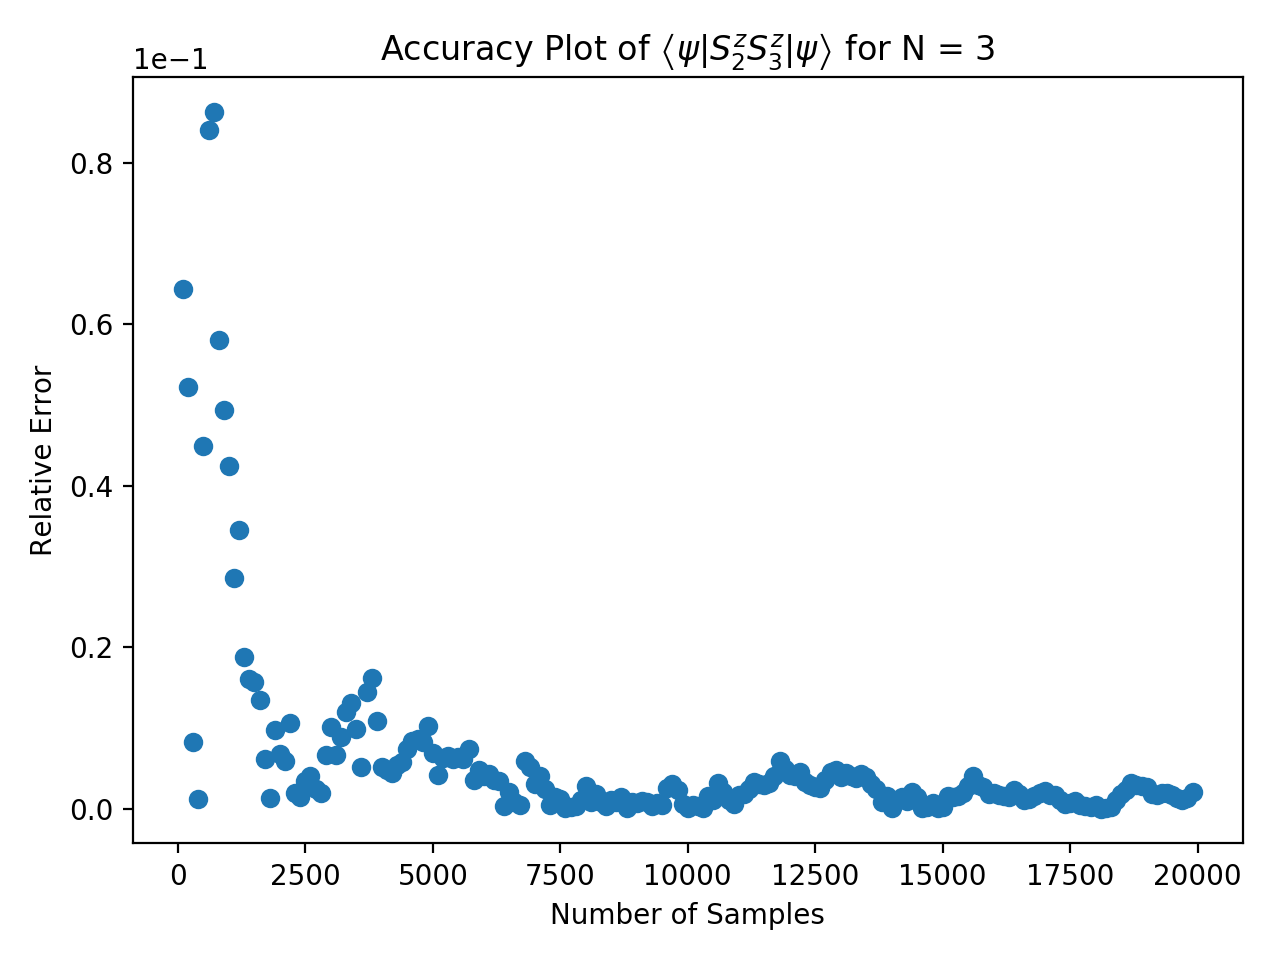 Accuracy Plot of ⟨ψ|S₂ᶻS₃ᶻ|ψ⟩ for N = 3
1e−1
0.8
0.6
0.4
0.2
0.0
Relative Error
0 2500 5000 7500 10000 12500 15000 17500 20000
Number of Samples